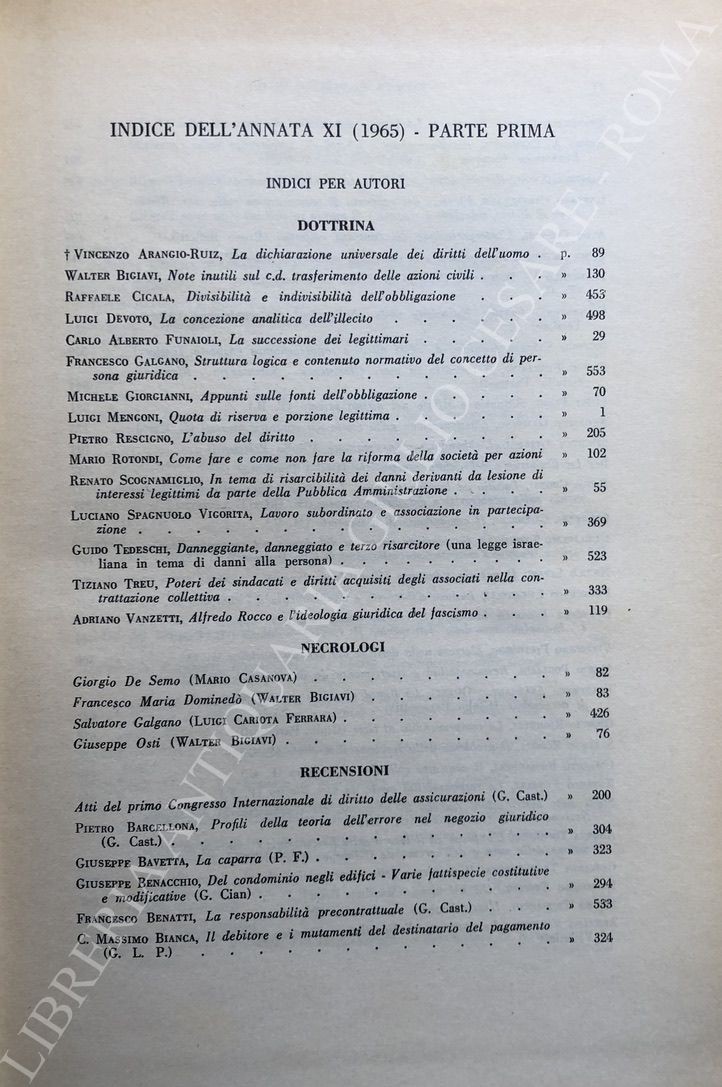 INDICE DELL'ANNATA XI (1965) - PARTE PRIMA
INDICI PER AUTORI
DOTTRINA
† VINCENZO ARANGIO-RUIZ, La dichiarazione universale dei diritti dell'uomo . p. 89
WALTER BIGIAVI, Note inutili sul c.d. trasferimento delle azioni civili . . . » 130
RAFFAELE CICALA, Divisibilità e indivisibilità dell'obbligazione . . . » 453
LUIGI DEVOTO, La concezione analitica dell'illecito . . . . . . » 498
CARLO ALBERTO FUNAIOLI, La successione dei legittimari . . . . . » 29
FRANCESCO GALGANO, Struttura logica e contenuto normativo del concetto di per-
sona giuridica . . . . . . . . . . . . . » 553
MICHELE GIORGIANNI, Appunti sulle fonti dell'obbligazione . . . . . » 70
LUIGI MENGONI, Quota di riserva e porzione legittima . . . . . . » 1
PIETRO RESCIGNO, L'abuso del diritto . . . . . . . . » 205
MARIO ROTONDI, Come fare e come non fare la riforma della società per azioni » 102
RENATO SCOGNAMIGLIO, In tema di risarcibilità dei danni derivanti da lesione di
interessi legittimi da parte della Pubblica Amministrazione . . . . » 55
LUCIANO SPAGNUOLO VIGORITA, Lavoro subordinato e associazione in partecipa-
zione . . . . . . . . . . . . . . » 369
GUIDO TEDESCHI, Danneggiante, danneggiato e terzo risarcitore (una legge israe-
liana in tema di danni alla persona) . . . . . . . . » 523
TIZIANO TREU, Poteri dei sindacati e diritti acquisiti degli associati nella con-
trattazione collettiva . . . . . . . . . . . » 333
ADRIANO VANZETTI, Alfredo Rocco e l'ideologia giuridica del fascismo . . . » 119
NECROLOGI
Giorgio De Semo (MARIO CASANOVA) . . . . . . . . » 82
Francesco Maria Dominedò (WALTER BIGIAVI) . . . . . . . » 83
Salvatore Galgano (LUIGI CARIOTA FERRARA) . . . . . . . » 426
Giuseppe Osti (WALTER BIGIAVI) . . . . . . . . . » 76
RECENSIONI
Atti del primo Congresso Internazionale di diritto delle assicurazioni (G. Cast.) » 200
PIETRO BARCELLONA, Profili della teoria dell'errore nel negozio giuridico
(G. Cast.) . . . . . . . . . . . . . » 304
GIUSEPPE BAVETTA, La caparra (P. F.) . . . . . . . . » 323
GIUSEPPE BENACCHIO, Del condominio negli edifici - Varie fattispecie costitutive
e modificative (G. Cian) . . . . . . . . . . » 294
FRANCESCO BENATTI, La responsabilità precontrattuale (G. Cast.) . . . » 533
C. MASSIMO BIANCA, Il debitore e i mutamenti del destinatario del pagamento
(G. L. P.) . . . . . . . . . . . . » 324
LIBRERIA ANTIQUARIA GIULIO CESARE - ROMA